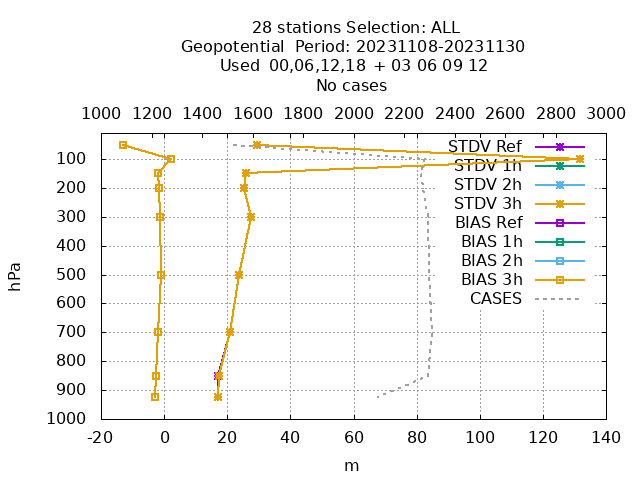 28 stations Selection: ALL
Geopotential  Period: 20231108-20231130
Used  00,06,12,18  + 03 06 09 12
No cases
1000 1200 1400 1600 1800 2000 2200 2400 2600 2800 3000
STDV Ref
STDV 1h
STDV 2h
STDV 3h
BIAS Ref
BIAS 1h
BIAS 2h
BIAS 3h
CASES
100
200
300
400
500
600
700
800
900
1000
hPa
-20 0 20 40 60 80 100 120 140
m